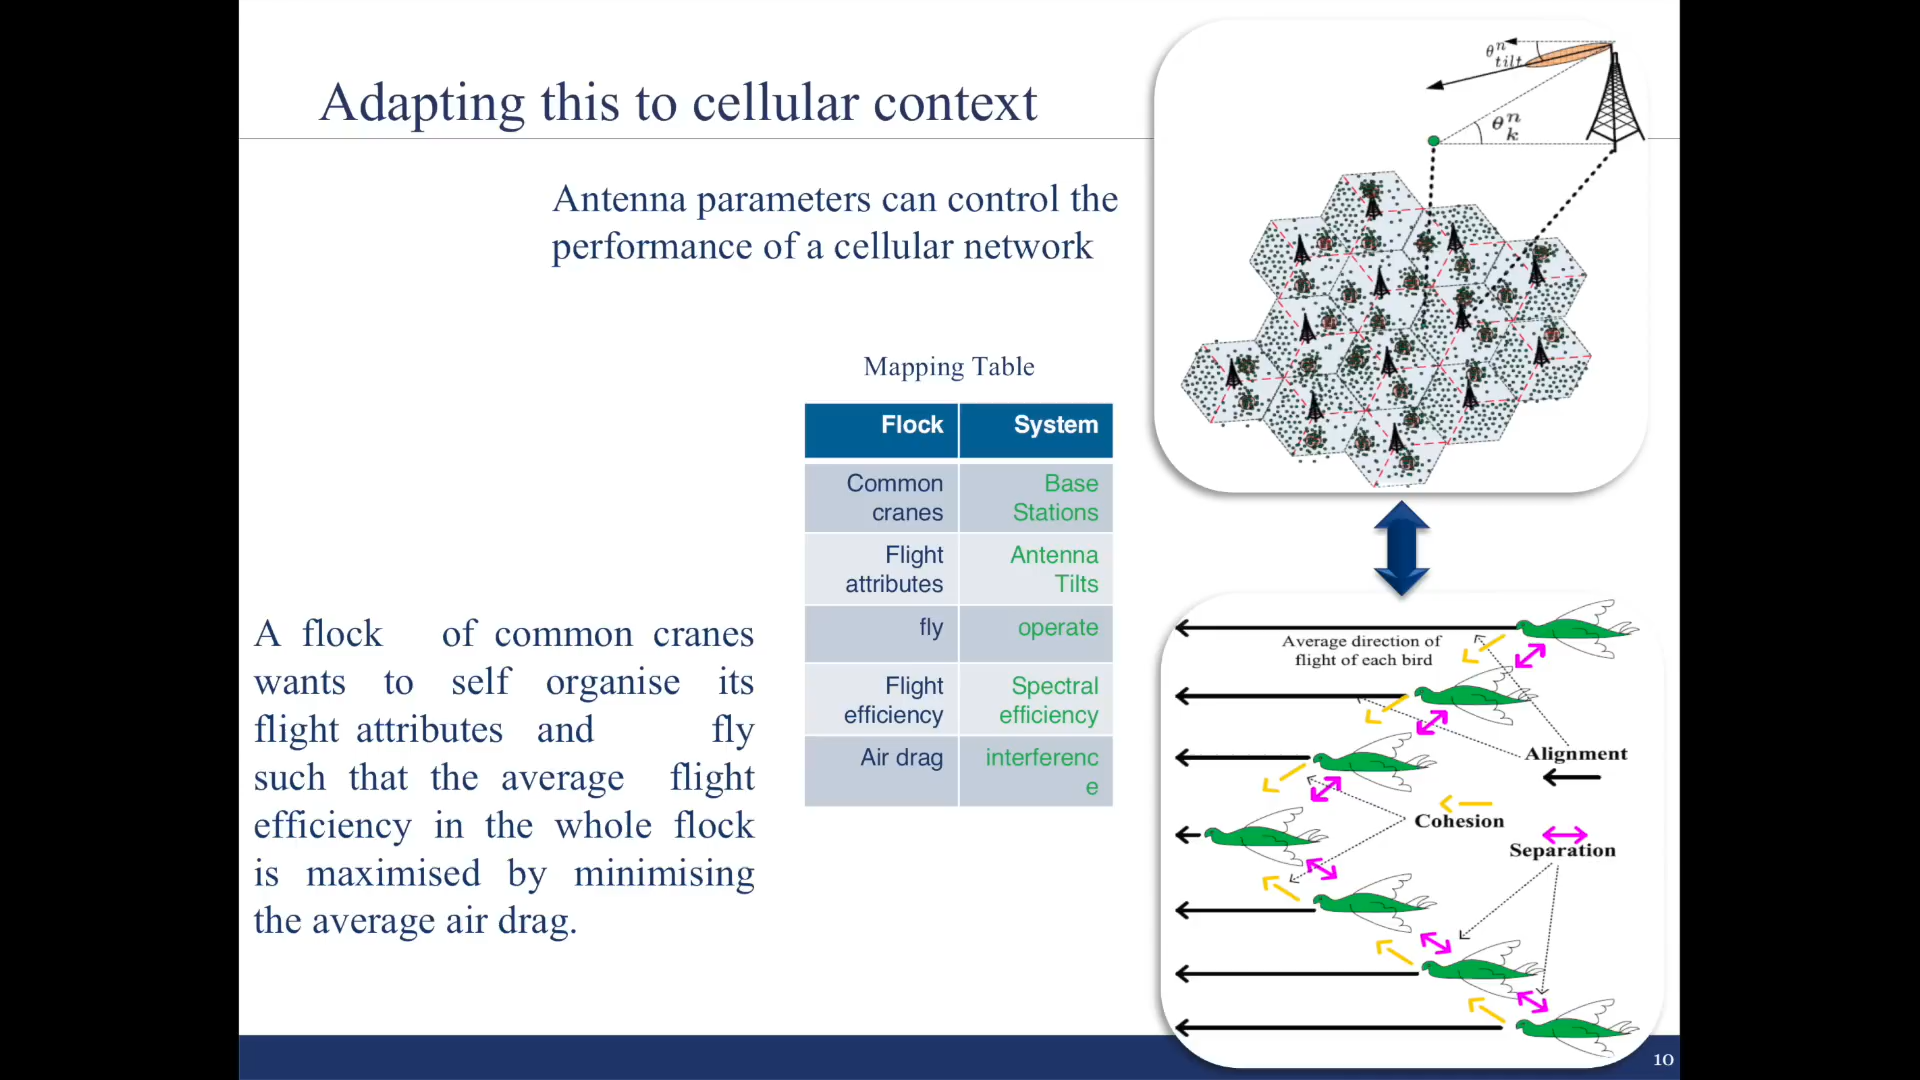 Adapting this to cellular context
Antenna parameters can control the
performance of a cellular network
Mapping Table
Flock System
Common Base
cranes Stations
Flight Antenna
attributes Tilts
fly operate
Flight Spectral
efficiency efficiency
Air drag interferenc
e
A flock of common cranes
wants to self organise its
flight attributes and fly
such that the average flight
efficiency in the whole flock
is maximised by minimising
the average air drag.
θ^n_tilt
θ^n_k
Average direction of
flight of each bird
Alignment
Cohesion
Separation
10